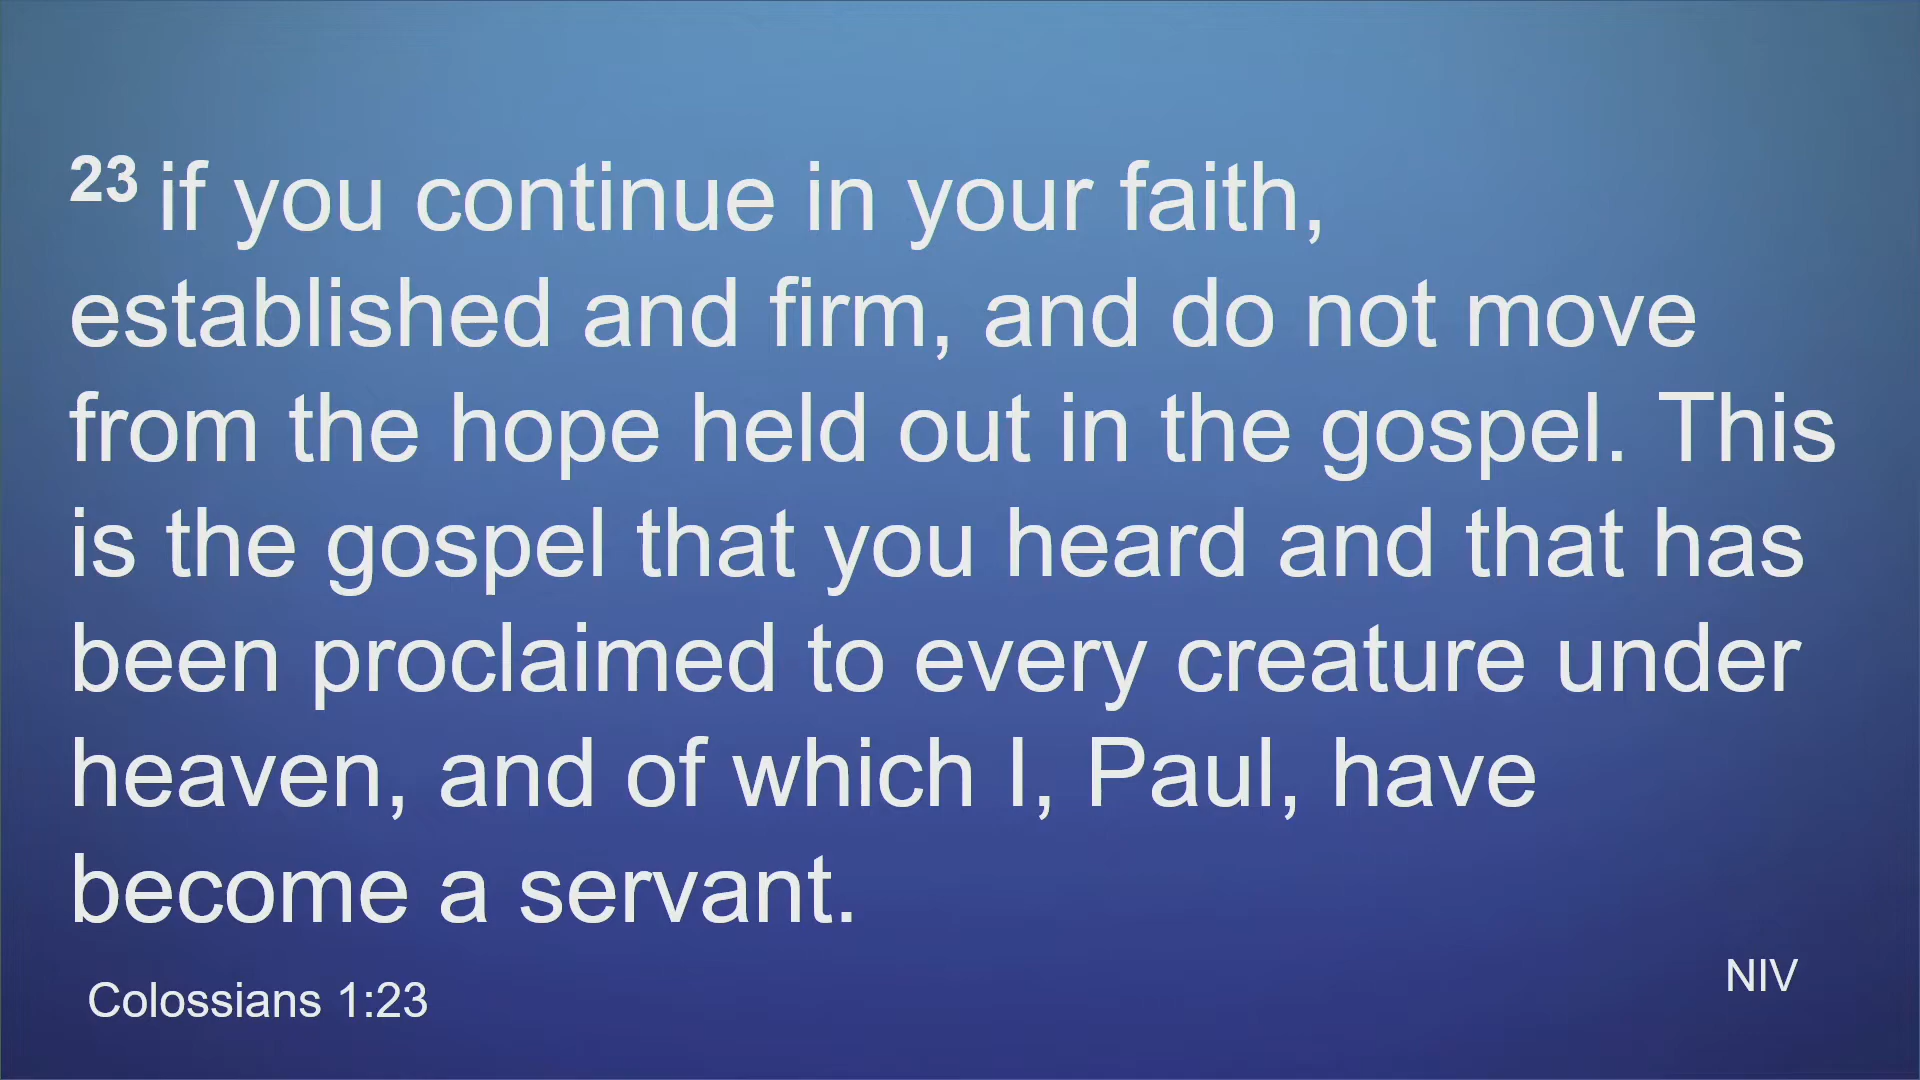 23 if you continue in your faith,
established and firm, and do not move
from the hope held out in the gospel. This
is the gospel that you heard and that has
been proclaimed to every creature under
heaven, and of which I, Paul, have
become a servant.
Colossians 1:23
NIV